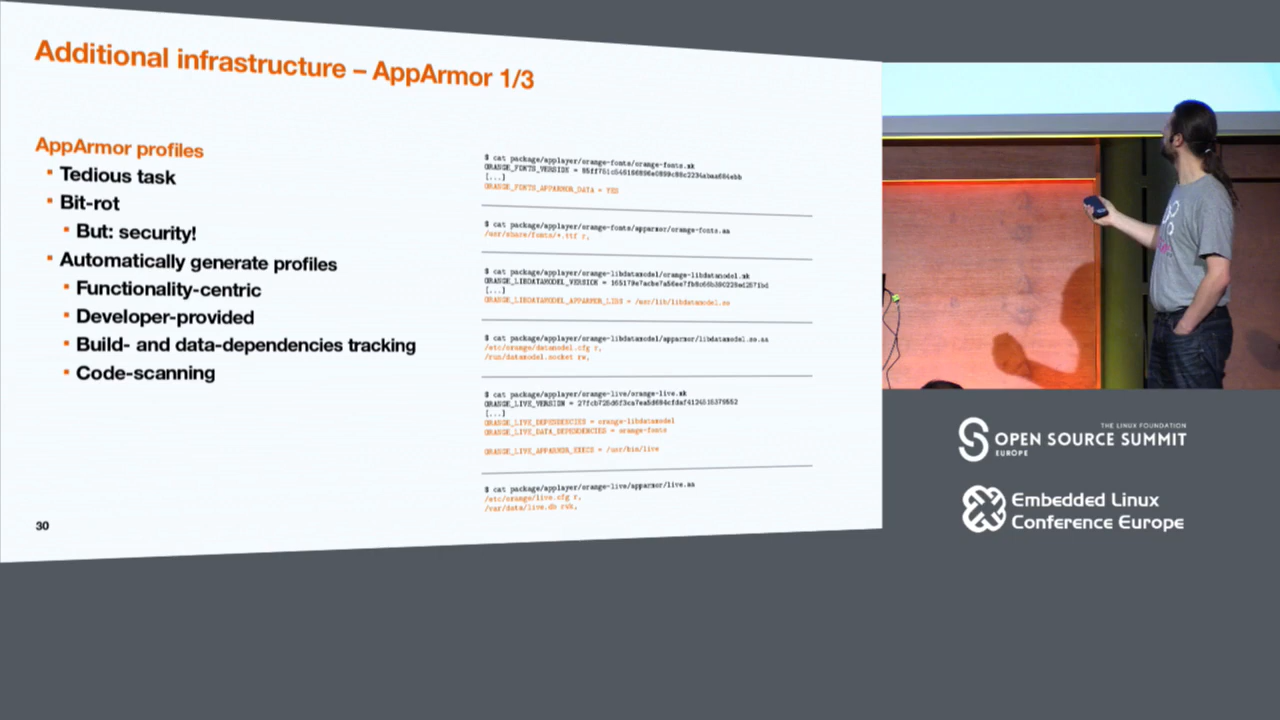 Additional infrastructure – AppArmor 1/3
AppArmor profiles
Tedious task
Bit-rot
But: security!
Automatically generate profiles
Functionality-centric
Developer-provided
Build- and data-dependencies tracking
Code-scanning
30
$ cat package/applayer/orange-fonts/orange-fonts.mk
ORANGE_FONTS_VERSION =
[...]
ORANGE_FONTS_APPARMOR_DATA = YES
$ cat package/applayer/orange-fonts/apparmor/orange-fonts.aa
/usr/share/fonts/*.ttf r,
$ cat package/applayer/orange-libdatamodel/orange-libdatamodel.mk
ORANGE_LIBDATAMODEL_VERSION =
[...]
ORANGE_LIBDATAMODEL_APPARMOR_LIBS = /usr/lib/libdatamodel.so
$ cat package/applayer/orange-libdatamodel/apparmor/libdatamodel.so.aa
/etc/orange/datamodel.cfg r,
/run/datamodel.socket rw,
$ cat package/applayer/orange-live/orange-live.mk
ORANGE_LIVE_VERSION =
[...]
ORANGE_LIVE_DEPENDENCIES = orange-libdatamodel
ORANGE_LIVE_DATA_DEPENDENCIES = orange-fonts
ORANGE_LIVE_APPARMOR_EXECS = /usr/bin/live
$ cat package/applayer/orange-live/apparmor/live.aa
/etc/orange/live.cfg r,
/var/data/live.db rwk,
THE LINUX FOUNDATION
OPEN SOURCE SUMMIT
EUROPE
Embedded Linux
Conference Europe